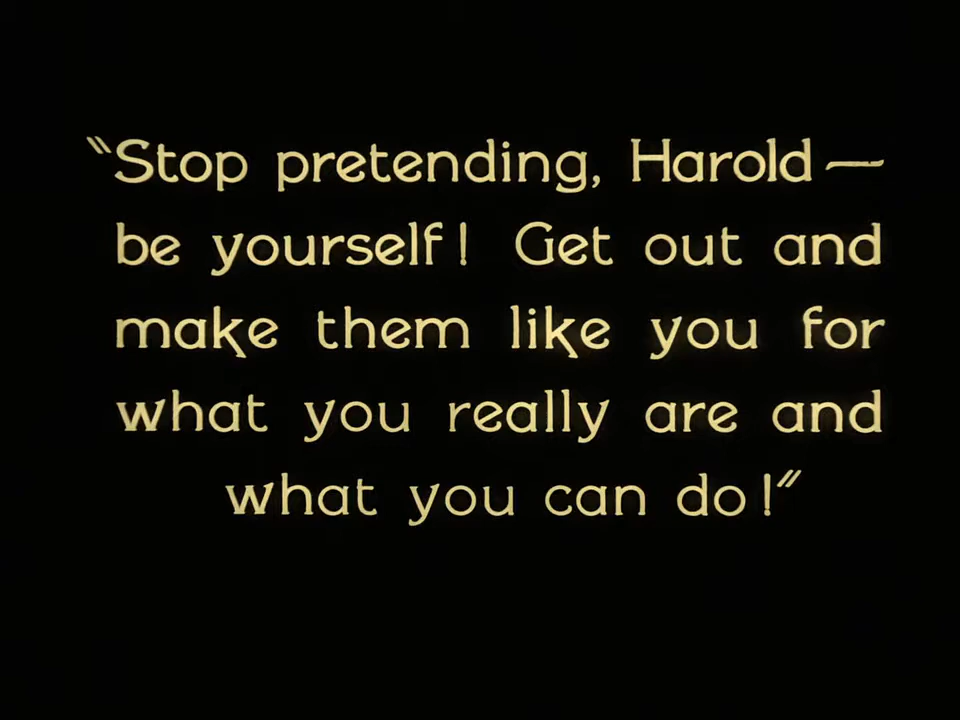 “Stop pretending, Harold—
be yourself! Get out and
make them like you for
what you really are and
what you can do!”